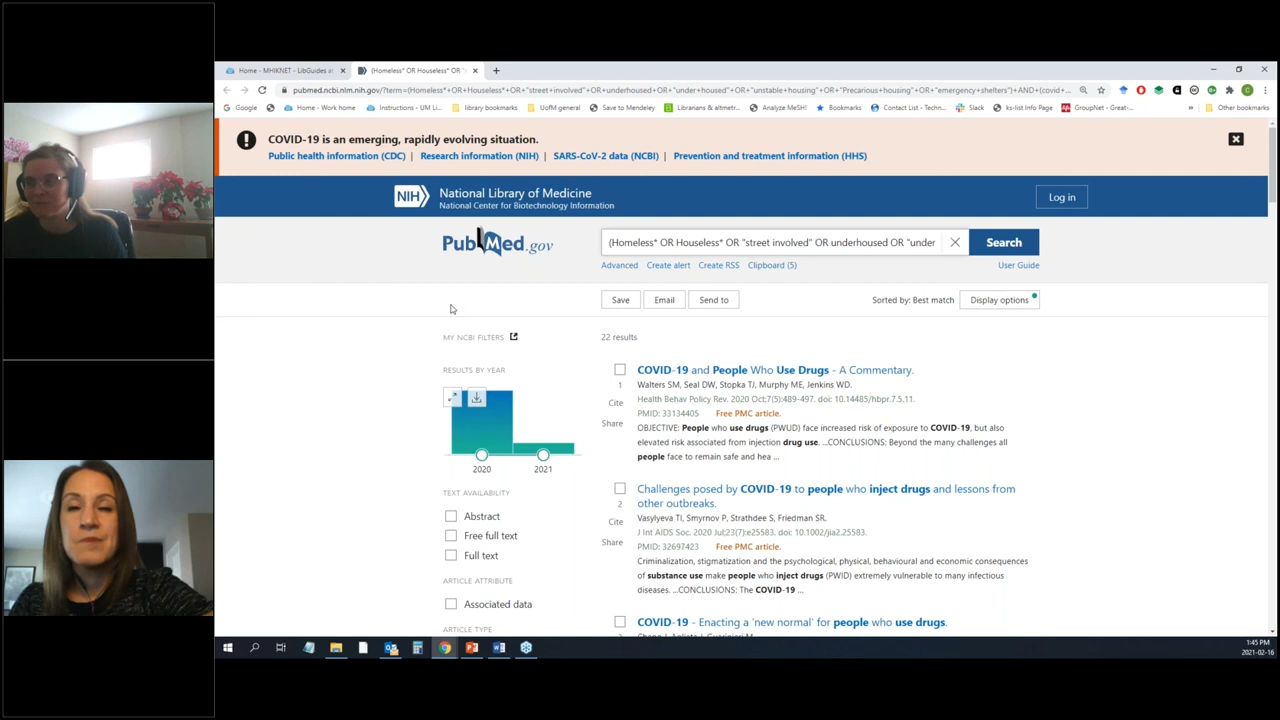 Home - MHIKNET - LibGuides at
(Homeless* OR Houseless* OR "
pubmed.ncbi.nlm.nih.gov/?term=(Homeless*+OR+Houseless*+OR+"street+involved"+OR+underhoused+OR+"under+housed"+OR+"unstable+housing"+OR+"Precarious+housing"+OR+"emergency+shelters")+AND+(covid...
Google
Home - Work home
Instructions - UM Li...
library bookmarks
UofM general
Save to Mendeley
Librarians & altmetr...
Analyze MeSH!
Bookmarks
Contact List - Techn...
Slack
ks-list Info Page
GroupNet - Great-...
»
Other bookmarks
COVID-19 is an emerging, rapidly evolving situation.
Public health information (CDC) | Research information (NIH) | SARS-CoV-2 data (NCBI) | Prevention and treatment information (HHS)
NIH
National Library of Medicine
National Center for Biotechnology Information
Log in
PubMed.gov
(Homeless* OR Houseless* OR "street involved" OR underhoused OR "under
Search
Advanced
Create alert
Create RSS
Clipboard (5)
User Guide
Save
Email
Send to
Sorted by: Best match
Display options
MY NCBI FILTERS
22 results
RESULTS BY YEAR
2020
2021
TEXT AVAILABILITY
Abstract
Free full text
Full text
ARTICLE ATTRIBUTE
Associated data
ARTICLE TYPE
COVID-19 and People Who Use Drugs - A Commentary.
1
Walters SM, Seal DW, Stopka TJ, Murphy ME, Jenkins WD.
Cite
Health Behav Policy Rev. 2020 Oct;7(5):489-497. doi: 10.14485/hbpr.7.5.11.
PMID: 33134405
Free PMC article.
Share
OBJECTIVE: People who use drugs (PWUD) face increased risk of exposure to COVID-19, but also
elevated risk associated from injection drug use. ...CONCLUSIONS: Beyond the many challenges all
people face to remain safe and hea ...
Challenges posed by COVID-19 to people who inject drugs and lessons from
2
other outbreaks.
Vasylyeva TI, Smyrnov P, Strathdee S, Friedman SR.
Cite
J Int AIDS Soc. 2020 Jul;23(7):e25583. doi: 10.1002/jia2.25583.
PMID: 32697423
Free PMC article.
Share
Criminalization, stigmatization and the psychological, physical, behavioural and economic consequences
of substance use make people who inject drugs (PWID) extremely vulnerable to many infectious
diseases. ...CONCLUSIONS: The COVID-19 ...
COVID-19 - Enacting a 'new normal' for people who use drugs.
1:45 PM
2021-02-16